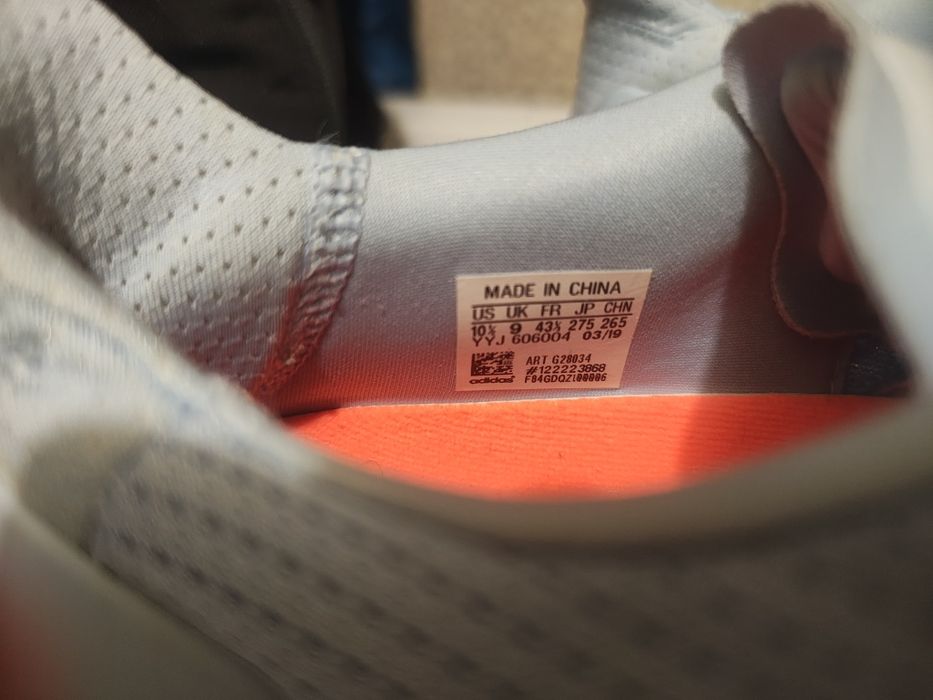 MADE IN CHINA
US UK FR JP CHN
10½ 9 43⅓ 275 265
YYJ 606004 03/19
ART G28034
#122223868
adidas F84GDQZ100006